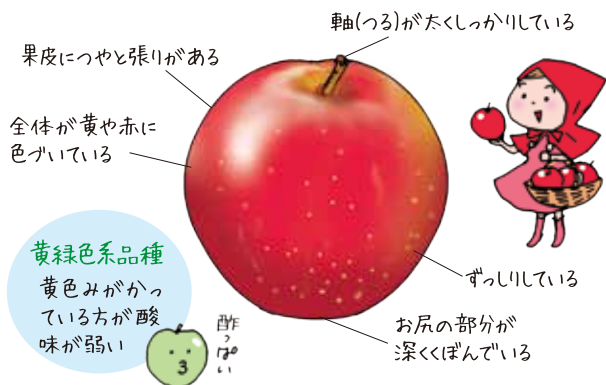 軸(つる)が太くしっかりしている
果皮につやと張りがある
全体が黄や赤に
色づいている
黄緑色系品種
黄色みがかっ
ている方が酸
味が弱い
酸っぱい
ずっしりしている
お尻の部分が
深くくぼんでいる